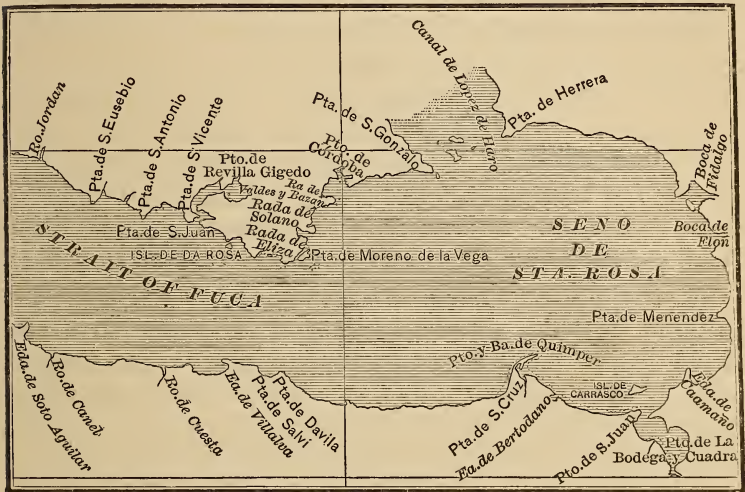 Ro.Jordan
Pta.de S.Eusebio
Pta.de S.Antonio
Pta.de S.Vicente
Pto.de
Revilla Gigedo
Ra de
Valdes y Bazan
Rada de
Solano
Rada de
Eliza
Pta.de S.Juan
ISL.DE DA ROSA
Pta.de Moreno de la Vega
Pto.de
Cordoba
Pta. de S.Gonzalo
Canal de Lopez de Haro
Pta. de Herrera
Boca de
Fidalgo
Boca de
Flon
SENO
DE
STA. ROSA
STRAIT OF FUCA
Pta.de Menendez
Pto.y Ba.de Quimper
ISL.DE
CARRASCO
Eda.de
Caamaño
Eda.de Soto Aguilar
Ro.de Canel
Ro.de Cuesta
Ea.de Villalva
Pta.de Salvi
Pta.de Davila
Pta.de S.Cruz
Ea.de Bertodano
Pto.de S.Juan
Pto.de La
Bodega y Cuadra